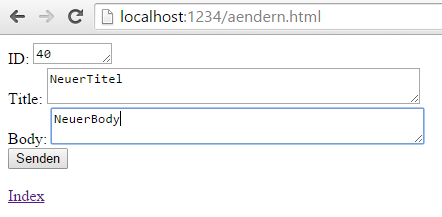 localhost:1234/aendern.html
ID: 40
Title: NeuerTitel
Body: NeuerBody
Senden
Index